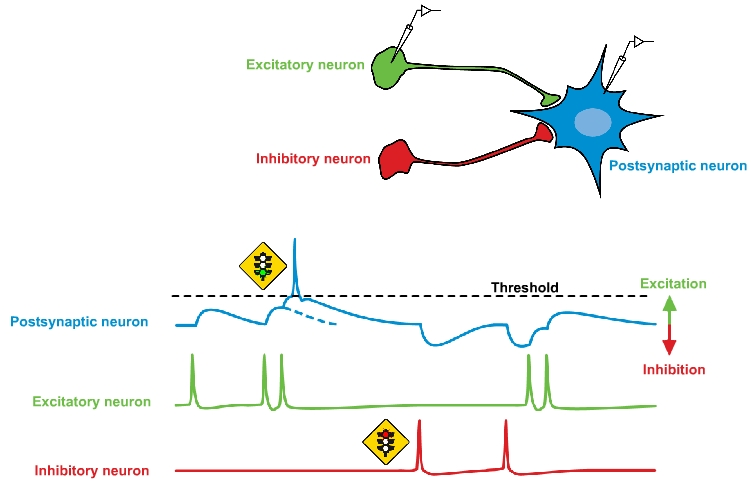 Excitatory neuron
Inhibitory neuron
Postsynaptic neuron
Threshold
Excitation
Postsynaptic neuron
Inhibition
Excitatory neuron
Inhibitory neuron